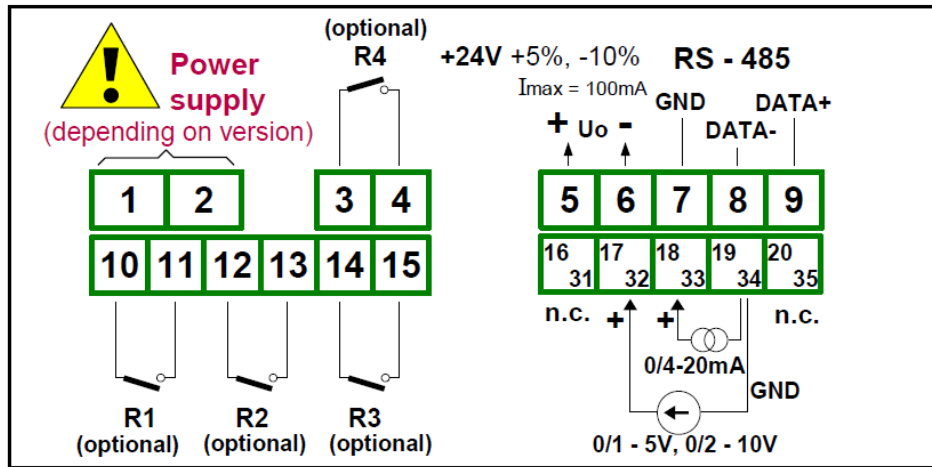 (optional)
R4
Power
supply
(depending on version)
+24V +5%, -10%
Imax = 100mA
RS - 485
GND
DATA-
DATA+
+ Uo -
1 2 3 4 5 6 7 8 9
10 11 12 13 14 15
16 17 18 19 20
31 32 33 34 35
n.c. + + n.c.
0/4-20mA
GND
0/1 - 5V, 0/2 - 10V
R1
(optional)
R2
(optional)
R3
(optional)